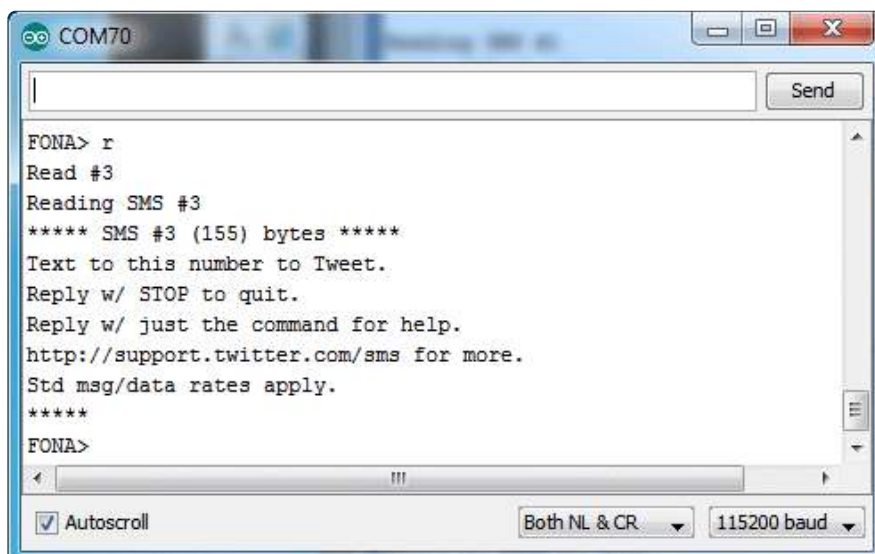 COM70
Send
FONA> r
Read #3
Reading SMS #3
***** SMS #3 (155) bytes *****
Text to this number to Tweet.
Reply w/ STOP to quit.
Reply w/ just the command for help.
http://support.twitter.com/sms for more.
Std msg/data rates apply.
*****
FONA>
Autoscroll
Both NL & CR
115200 baud